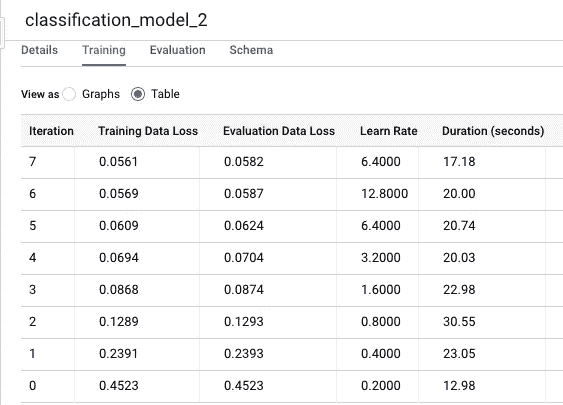 classification_model_2
Details Training Evaluation Schema
View as Graphs Table
Iteration Training Data Loss Evaluation Data Loss Learn Rate Duration (seconds)
7 0.0561 0.0582 6.4000 17.18
6 0.0569 0.0587 12.8000 20.00
5 0.0609 0.0624 6.4000 20.74
4 0.0694 0.0704 3.2000 20.03
3 0.0868 0.0874 1.6000 22.98
2 0.1289 0.1293 0.8000 30.55
1 0.2391 0.2393 0.4000 23.05
0 0.4523 0.4523 0.2000 12.98